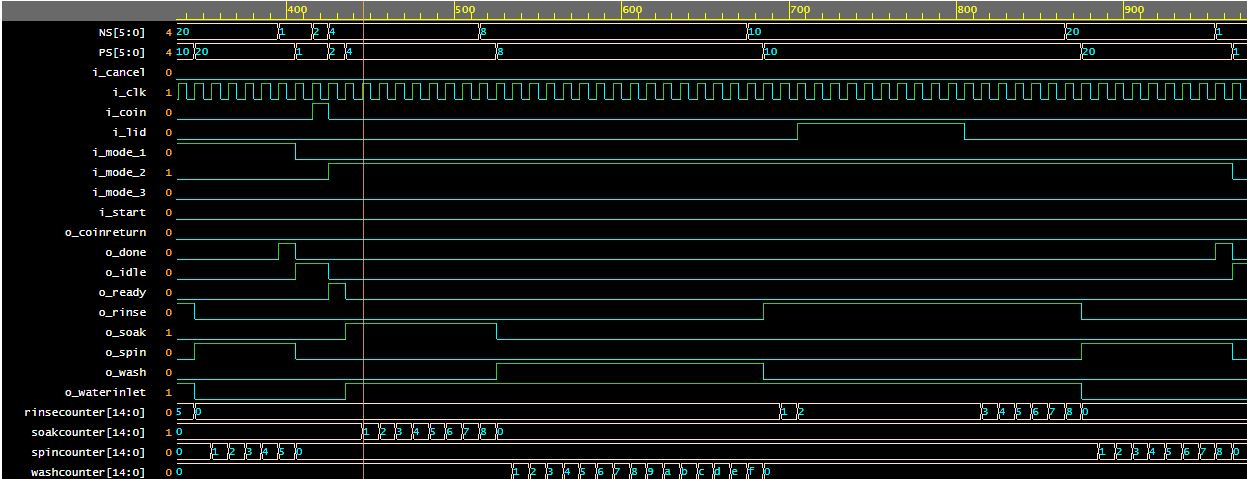 400 500 600 700 800 900
NS[5:0] 4 20 1 2 4 8 10 20 1
PS[5:0] 4 10 20 1 2 4 8 10 20 1
i_cancel 0
i_clk 1
i_coin 0
i_lid 0
i_mode_1 0
i_mode_2 1
i_mode_3 0
i_start 0
o_coinreturn 0
o_done 0
o_idle 0
o_ready 0
o_rinse 0
o_soak 1
o_spin 0
o_wash 0
o_waterinlet 1
rinsecounter[14:0] 0 5 0 1 2 3 4 5 6 7 8 0
soakcounter[14:0] 1 0 1 2 3 4 5 6 7 8 0
spincounter[14:0] 0 0 1 2 3 4 5 0 1 2 3 4 5 6 7 8 0
washcounter[14:0] 0 0 1 2 3 4 5 6 7 8 9 a b c d e f 0